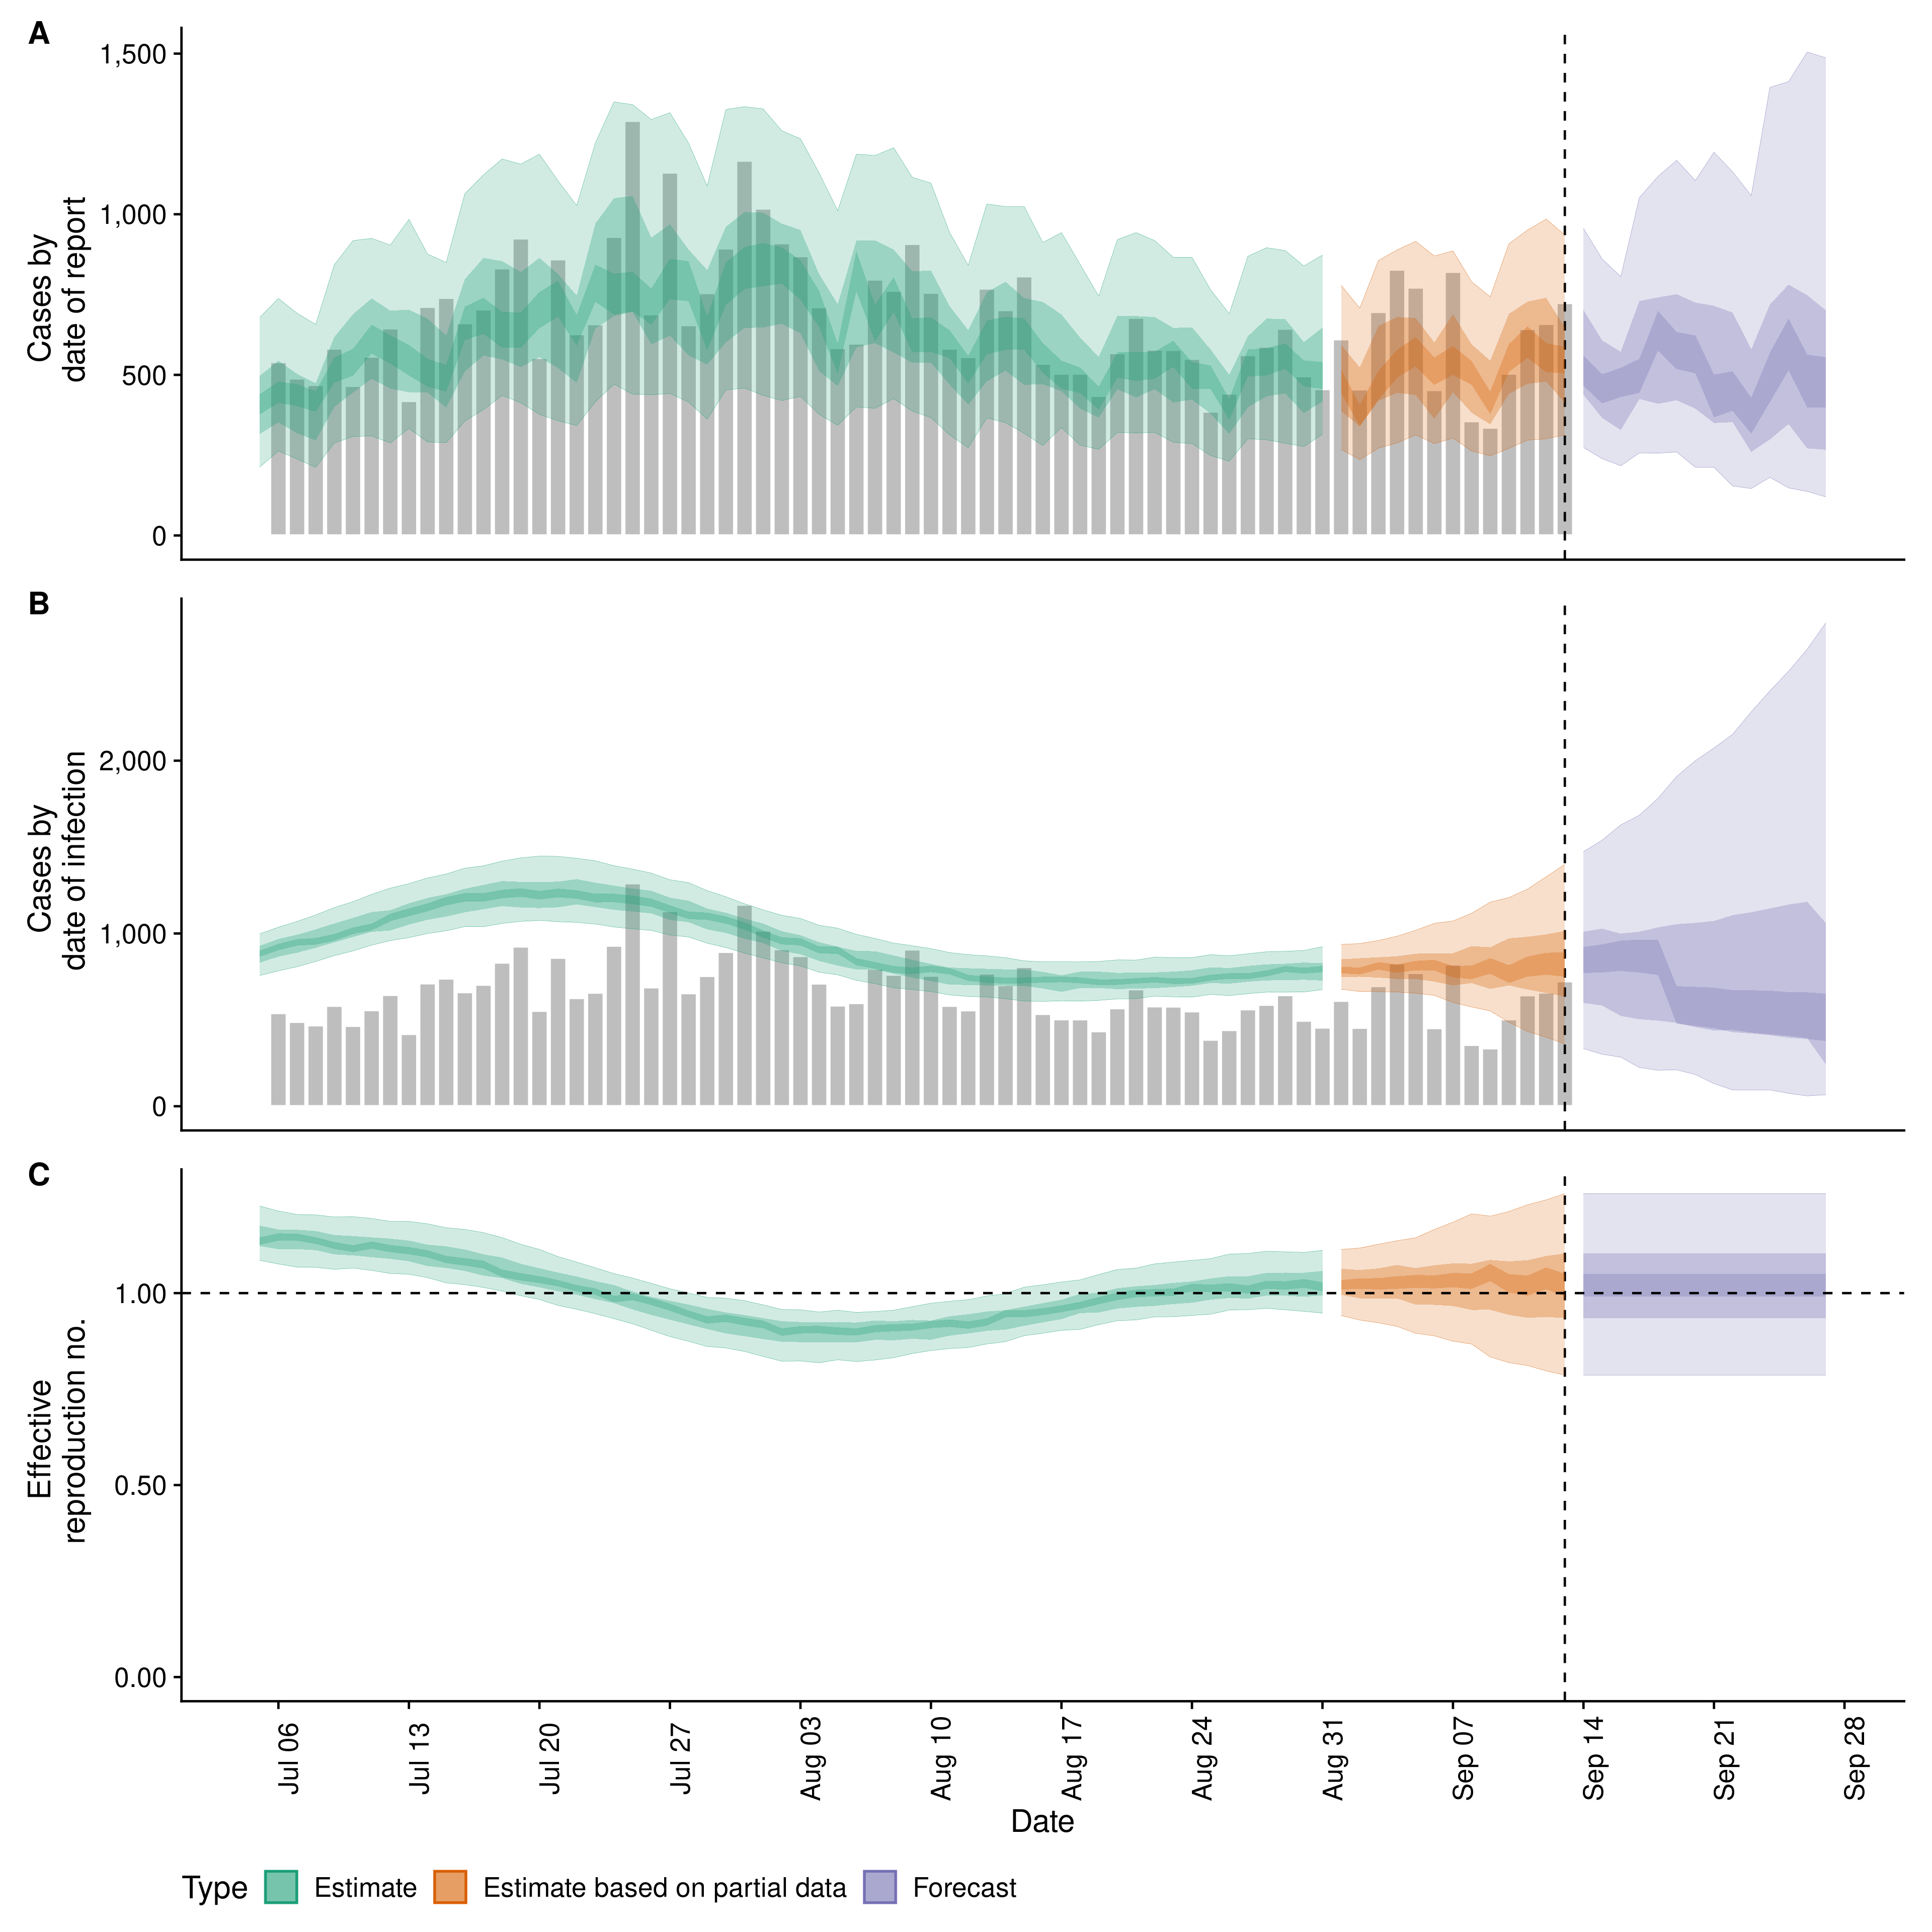 A
1,500
1,000
500
0
Cases by
date of report
B
2,000
1,000
0
Cases by
date of infection
C
1.00
0.50
0.00
Effective
reproduction no.
Jul 06
Jul 13
Jul 20
Jul 27
Aug 03
Aug 10
Aug 17
Aug 24
Aug 31
Sep 07
Sep 14
Sep 21
Sep 28
Date
Type Estimate Estimate based on partial data Forecast